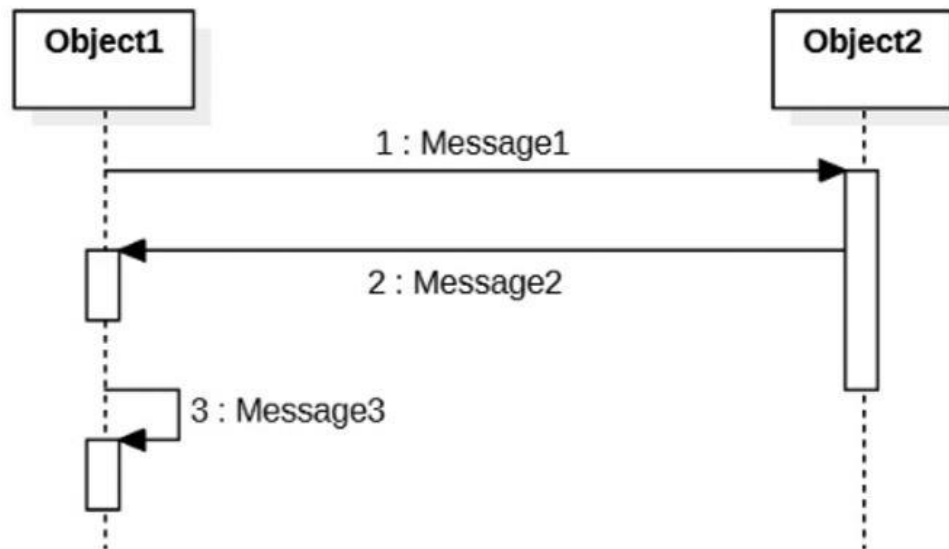 Object1
Object2
1 : Message1
2 : Message2
3 : Message3